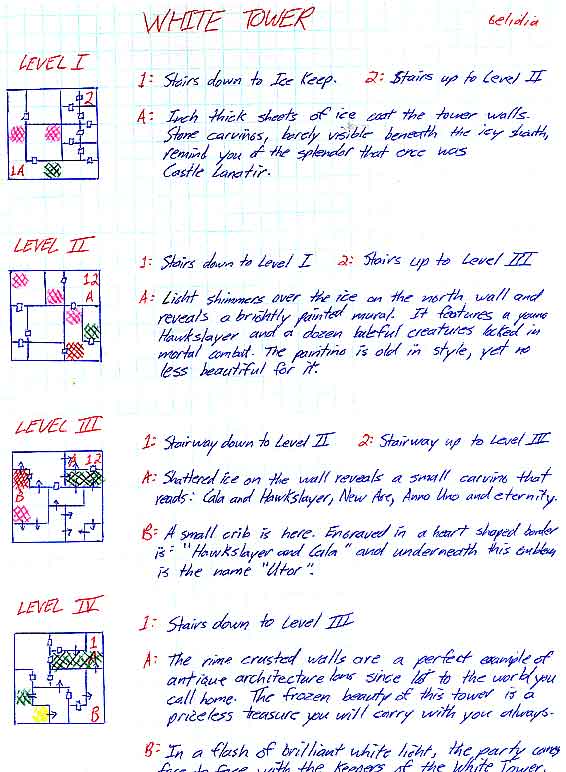 WHITE TOWER
belidia
LEVEL I
1: Stairs down to Ice Keep. 2: Stairs up to Level II
2
A: Inch thick sheets of ice coat the tower walls.
Stone carvings, barely visible beneath the icy sheath,
remind you of the splendor that once was
1A
Castle Lanatir.
LEVEL II
1: Stairs down to Level I 2: Stairs up to Level III
12
A
A: Light shimmers over the ice on the north wall and
reveals a brightly painted mural. It features a young
Hawkslayer and a dozen baleful creatures locked in
mortal combat. The painting is old in style, yet no
less beautiful for it.
LEVEL III
1: Stairway down to Level II 2: Stairway up to Level III
A 12
A: Shattered ice on the wall reveals a small carving that
B
reads: Cala and Hawkslayer, New Are, Anno Uno and eternity.
B: A small crib is here. Engraved in a heart shaped border
is: "Hawkslayer and Cala" and underneath this emblem
is the name "Utor".
LEVEL IV
1: Stairs down to Level III
1
A
A: The rime crusted walls are a perfect example of
antique architecture long since lost to the world you
call home. The frozen beauty of this tower is a
B
priceless treasure you will carry with you always.
B: In a flash of brilliant white light, the party comes
face to face with the Keepers of the White Tower.